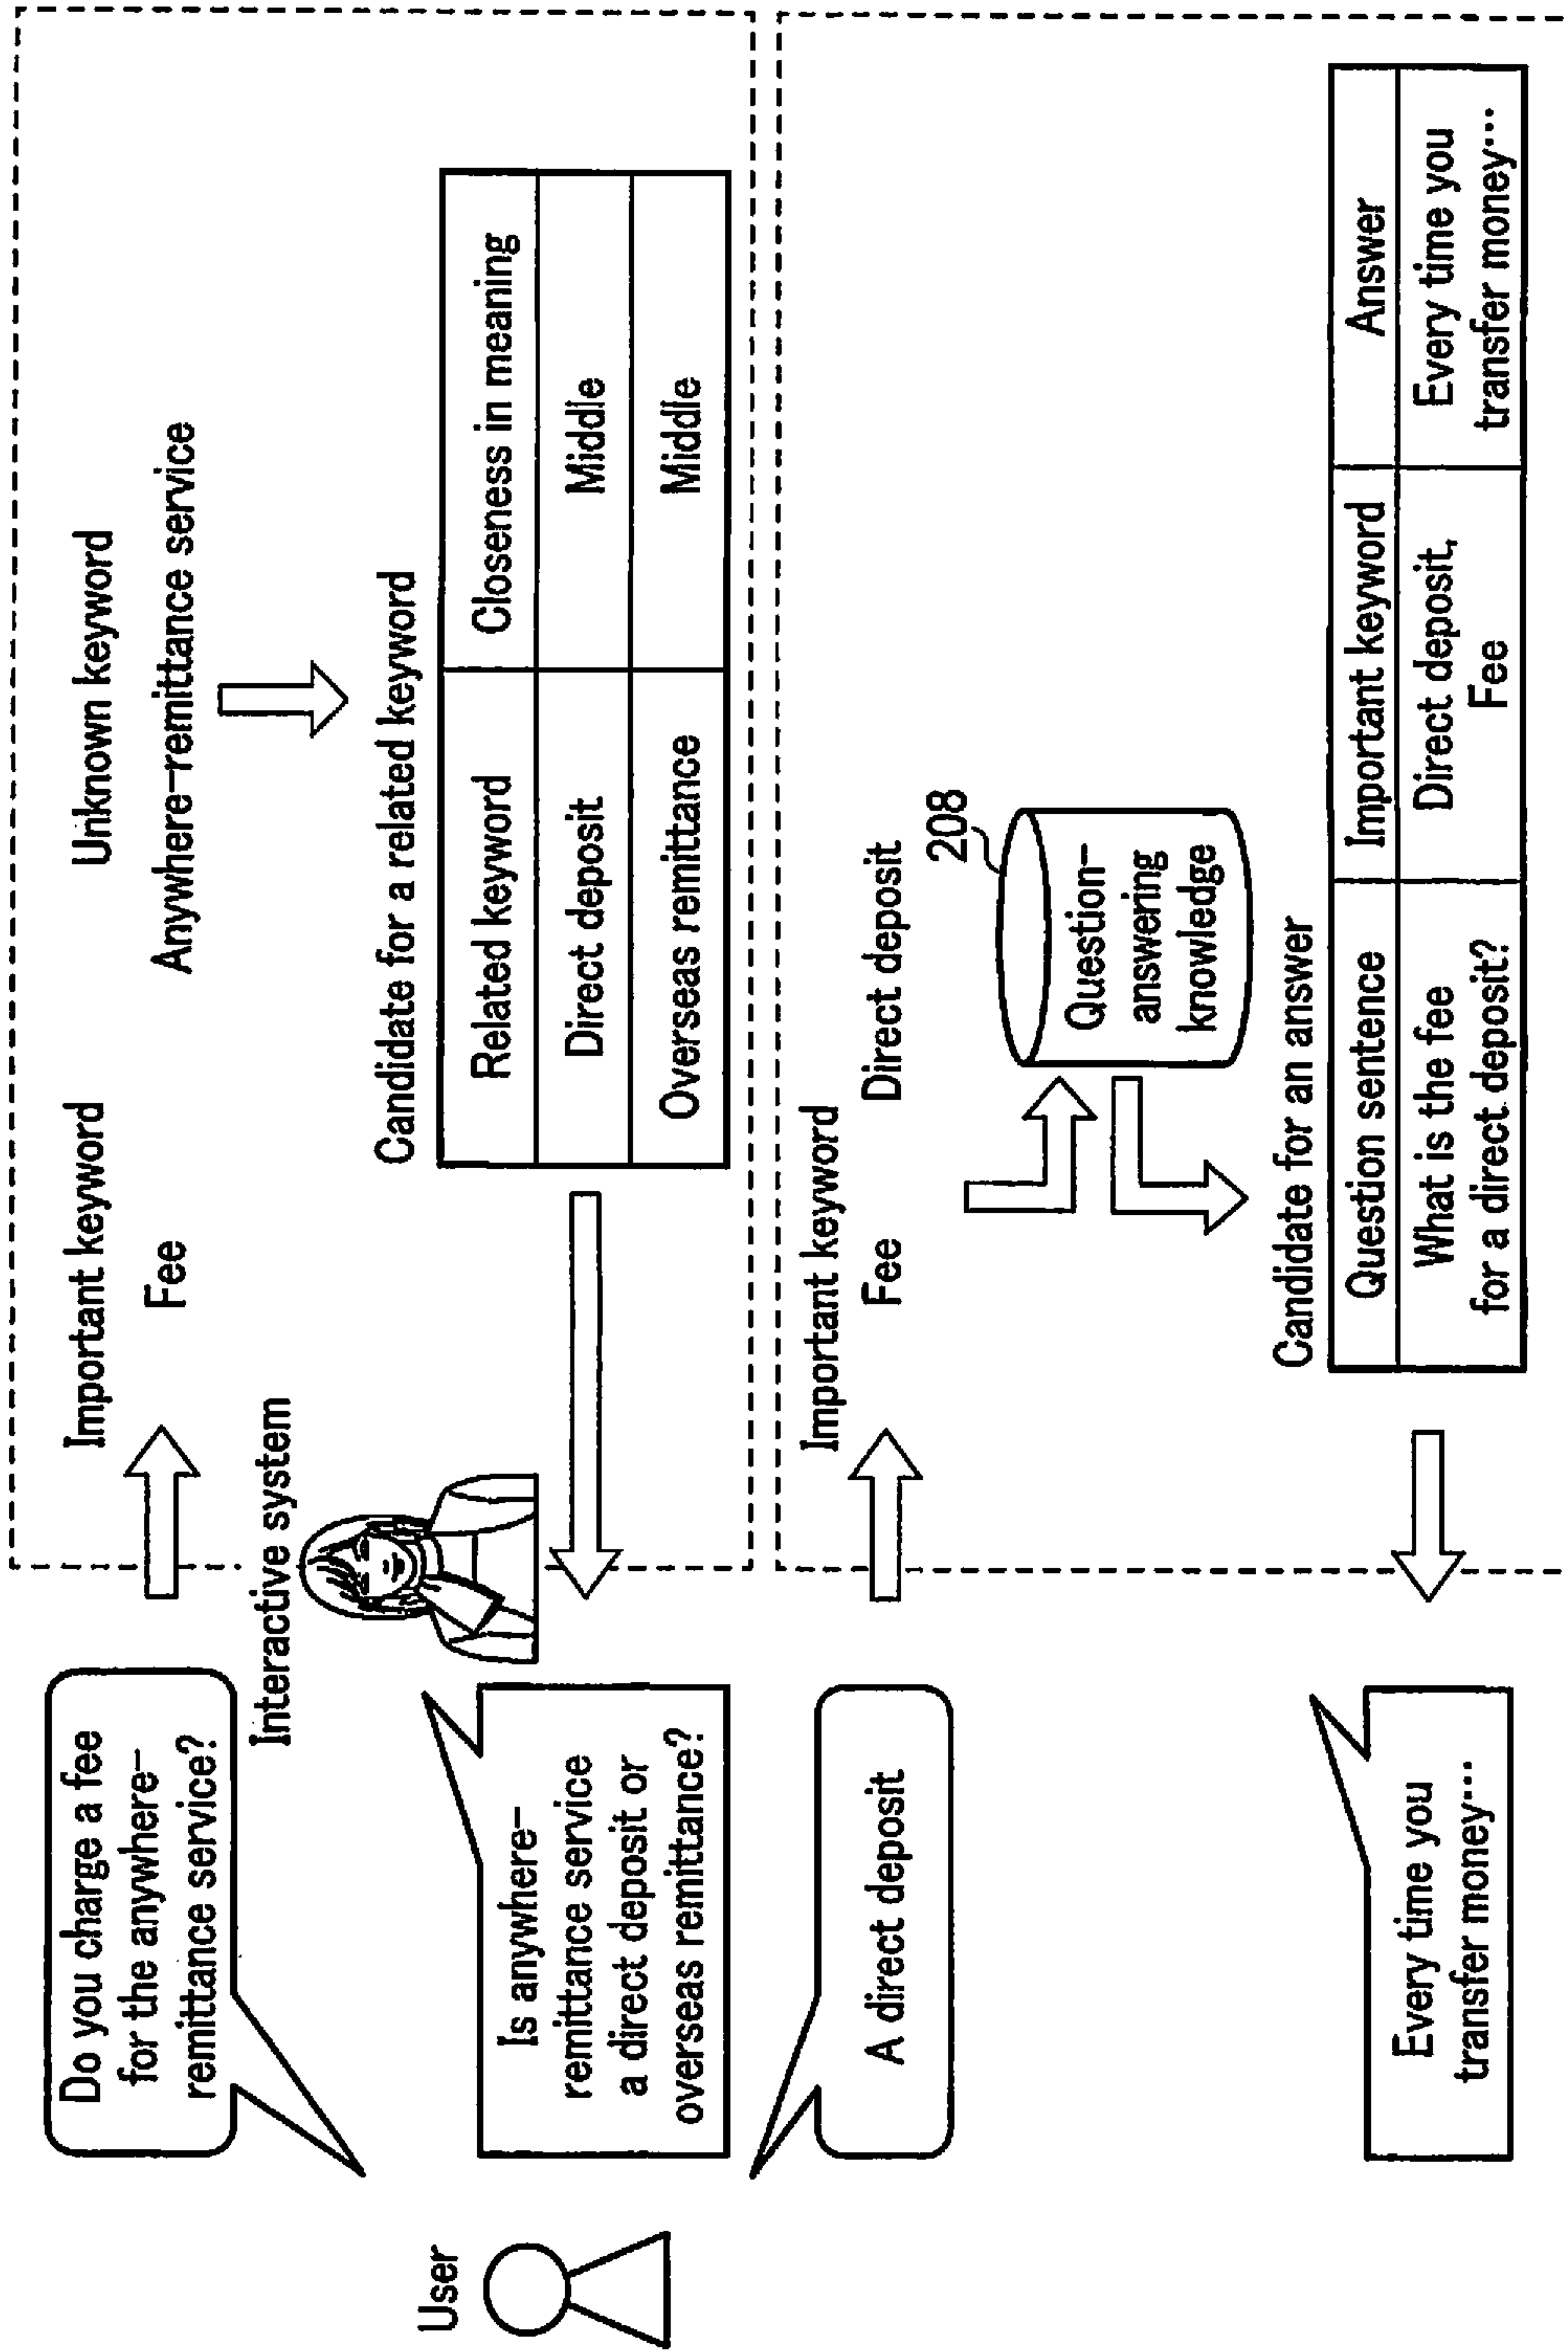 User
Do you charge a fee
for the anywhere-
remittance service?
Interactive system
Is anywhere-
remittance service
a direct deposit or
overseas remittance?
A direct deposit
Every time you
transfer money···
Important keyword
Fee
Unknown keyword
Anywhere-remittance service
Candidate for a related keyword
Related keyword
Closeness in meaning
Direct deposit
Middle
Overseas remittance
Middle
Important keyword
Fee
Direct deposit
208
Question-
answering
knowledge
Candidate for an answer
Question sentence
Important keyword
Answer
What is the fee
for a direct deposit?
Direct deposit,
Fee
Every time you
transfer money···